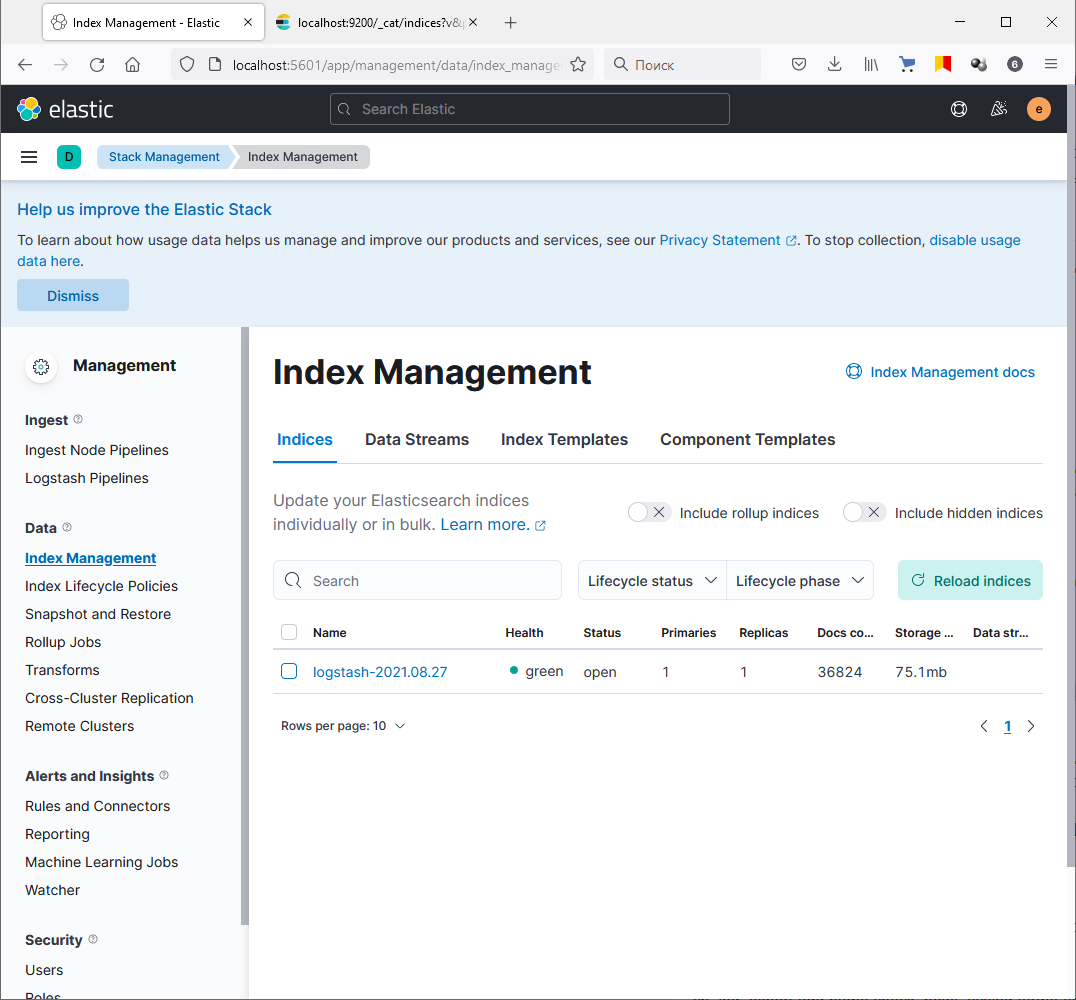 Index Management - Elastic
localhost:9200/_cat/indices?v&p
localhost:5601/app/management/data/index_manage
Поиск
6
elastic
Search Elastic
e
D
Stack Management
Index Management
Help us improve the Elastic Stack
To learn about how usage data helps us manage and improve our products and services, see our Privacy Statement. To stop collection, disable usage
data here.
Dismiss
Management
Ingest
Ingest Node Pipelines
Logstash Pipelines
Data
Index Management
Index Lifecycle Policies
Snapshot and Restore
Rollup Jobs
Transforms
Cross-Cluster Replication
Remote Clusters
Alerts and Insights
Rules and Connectors
Reporting
Machine Learning Jobs
Watcher
Security
Users
Roles
Index Management
Index Management docs
Indices Data Streams Index Templates Component Templates
Update your Elasticsearch indices
individually or in bulk. Learn more.
Include rollup indices
Include hidden indices
Search
Lifecycle status
Lifecycle phase
Reload indices
Name Health Status Primaries Replicas Docs co... Storage ... Data str...
logstash-2021.08.27 green open 1 1 36824 75.1mb
Rows per page: 10
1